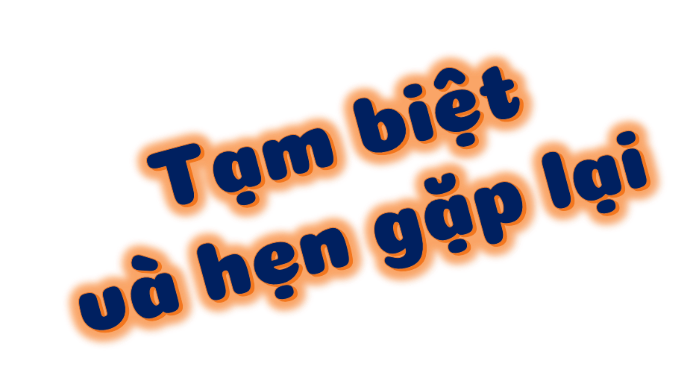 Tạm biệt
và hẹn gặp lại